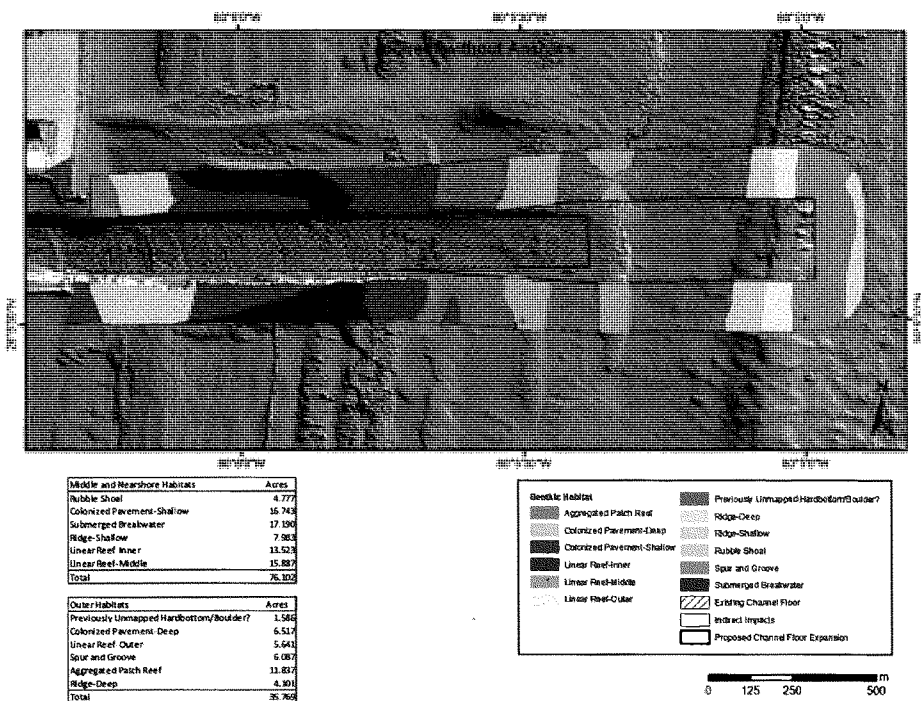 Middle and Nearshore Habitats Acres
Rubble Shoal 4.777
Colonized Pavement-Shallow 16.743
Submerged Breakwater 17.190
Ridge-Shallow 7.983
Linear Reef Inner 13.523
Linear Reef-Middle 15.887
Total 76.102
Outer Habitats Acres
Previously Unmapped Hardbottom/Boulder? 1.586
Colonized Pavement-Deep 6.517
Linear Reef-Outer 5.641
Spur and Groove 6.087
Aggregated Patch Reef 11.837
Ridge-Deep 4.101
Total 35.769
Benthic Habitat
Aggregated Patch Reef
Colonized Pavement-Deep
Colonized Pavement-Shallow
Linear Reef-Inner
Linear Reef-Middle
Linear Reef-Outer
Previously Unmapped Hardbottom/Boulder?
Ridge-Deep
Ridge-Shallow
Rubble Shoal
Spur and Groove
Submerged Breakwater
Existing Channel Floor
Indirect Impacts
Proposed Channel Floor Expansion
m
0 125 250 500